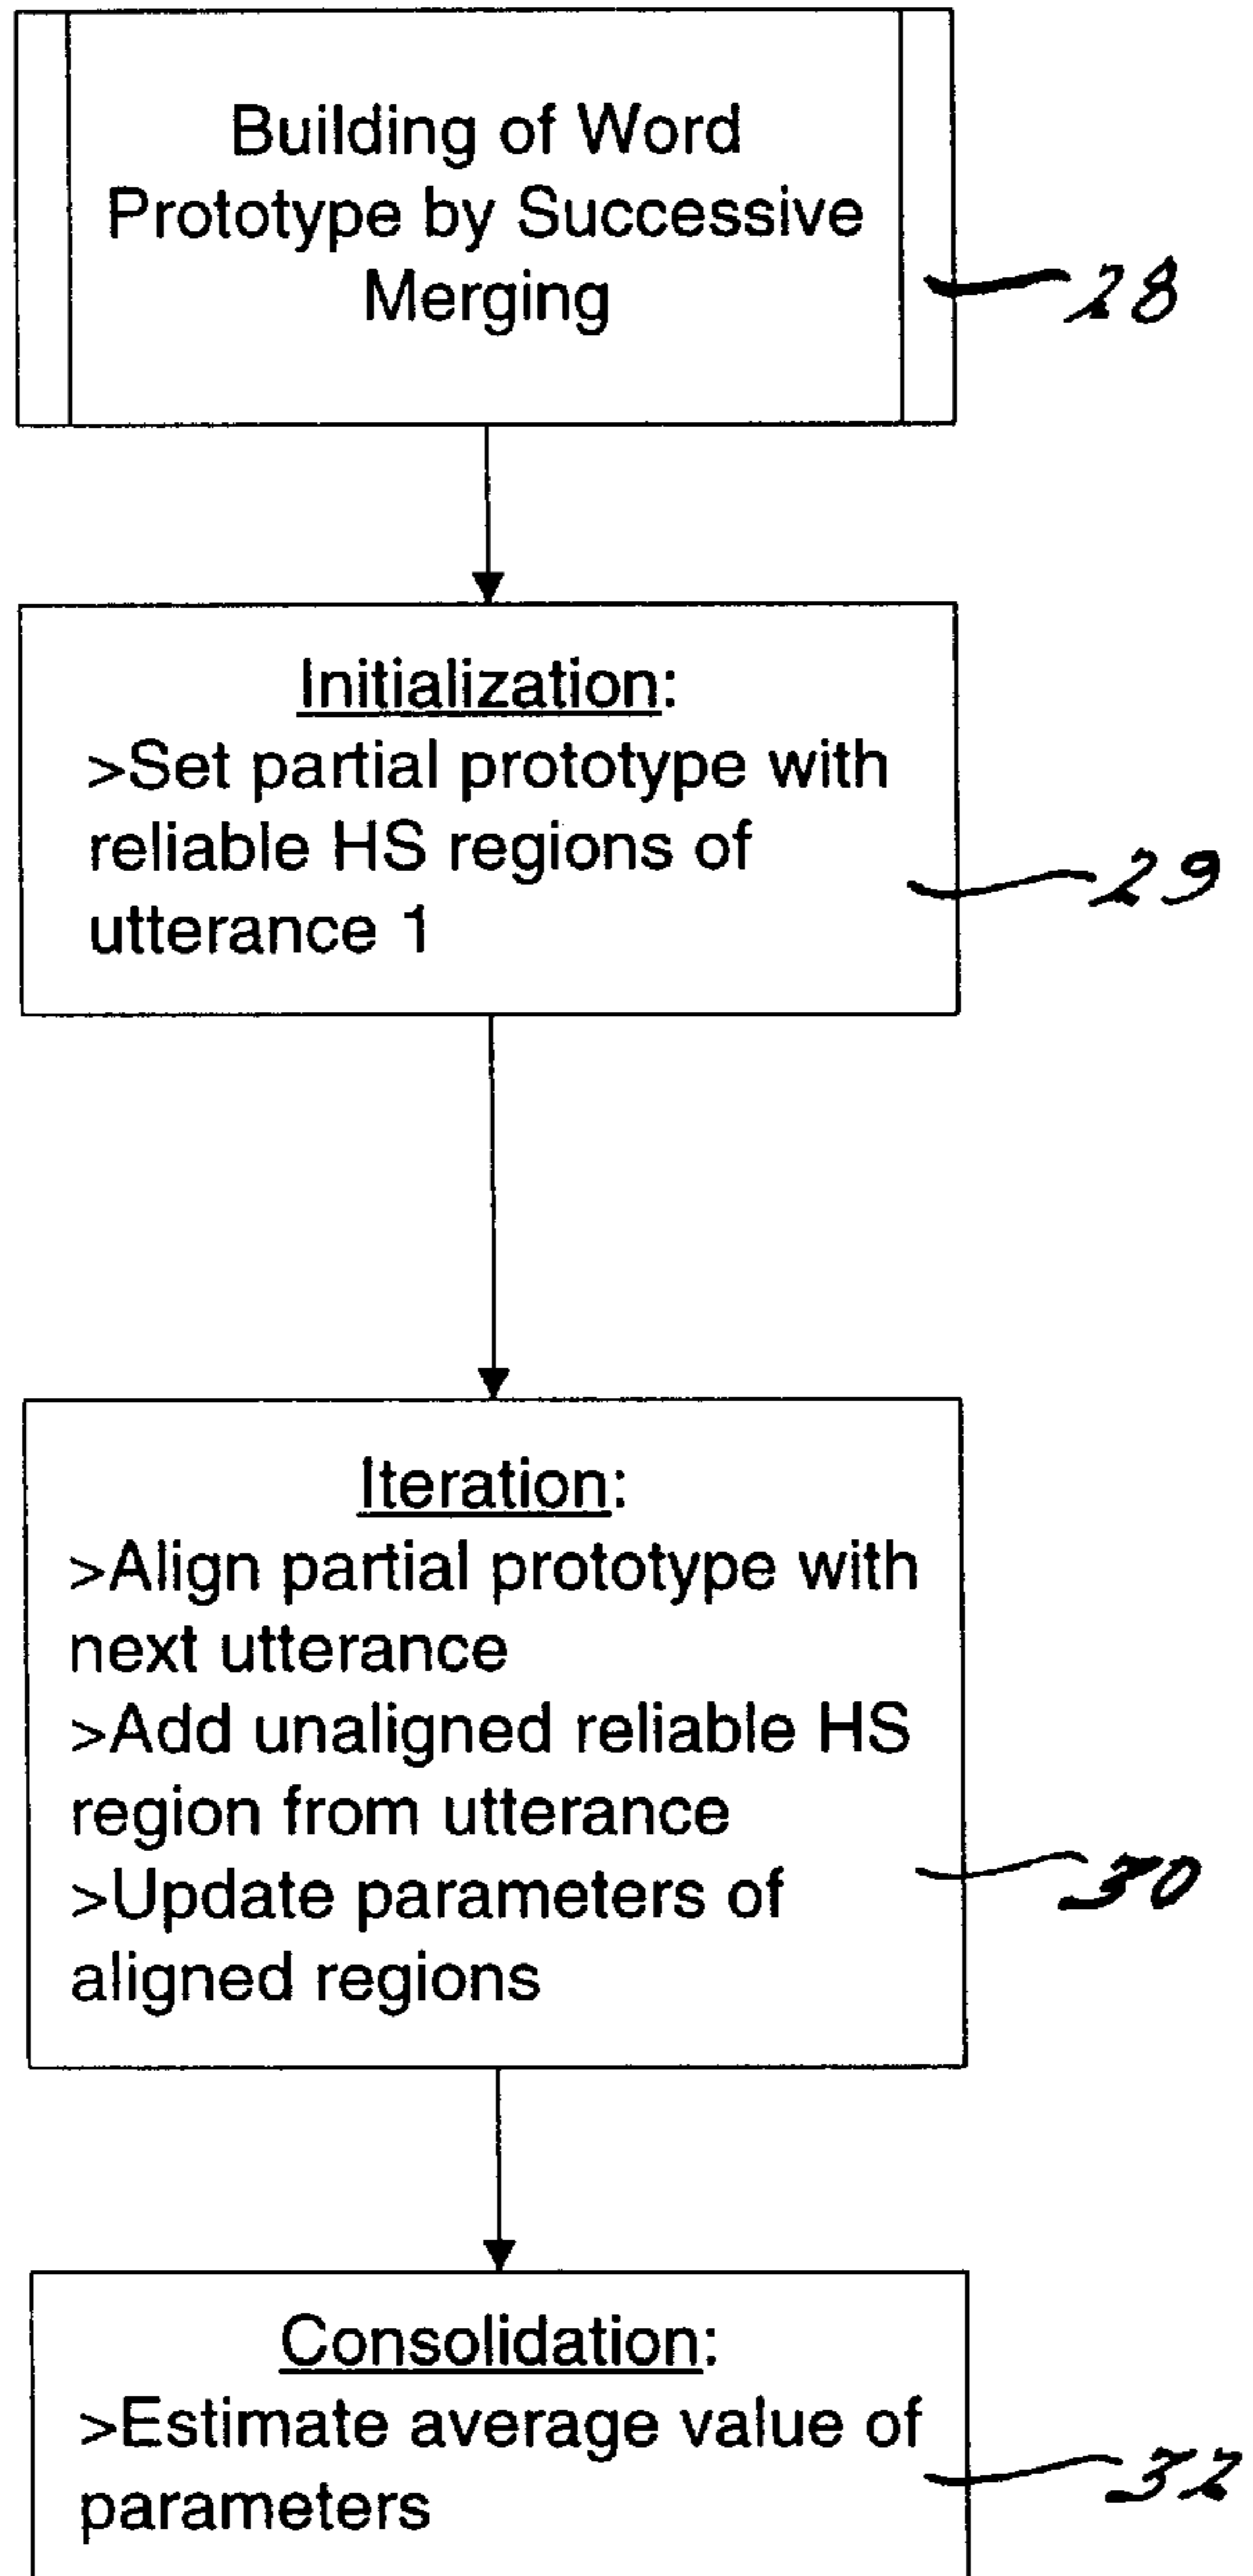 Building of Word
Prototype by Successive
Merging
28
Initialization:
>Set partial prototype with
reliable HS regions of
utterance 1
29
Iteration:
>Align partial prototype with
next utterance
>Add unaligned reliable HS
region from utterance
>Update parameters of
aligned regions
30
Consolidation:
>Estimate average value of
parameters
32